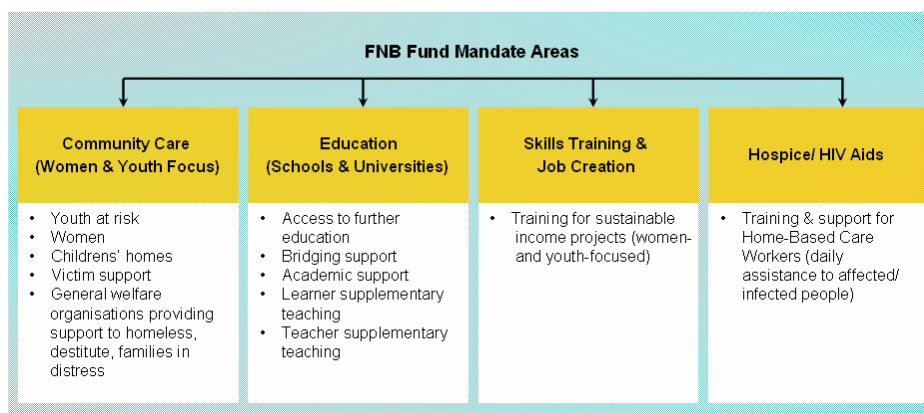 FNB Fund Mandate Areas
Community Care
(Women & Youth Focus)
• Youth at risk
• Women
• Childrens' homes
• Victim support
• General welfare
organisations providing
support to homeless,
destitute, families in
distress
Education
(Schools & Universities)
• Access to further
education
• Bridging support
• Academic support
• Learner supplementary
teaching
• Teacher supplementary
teaching
Skills Training &
Job Creation
• Training for sustainable
income projects (women-
and youth-focused)
Hospice/ HIV Aids
• Training & support for
Home-Based Care
Workers (daily
assistance to affected/
infected people)